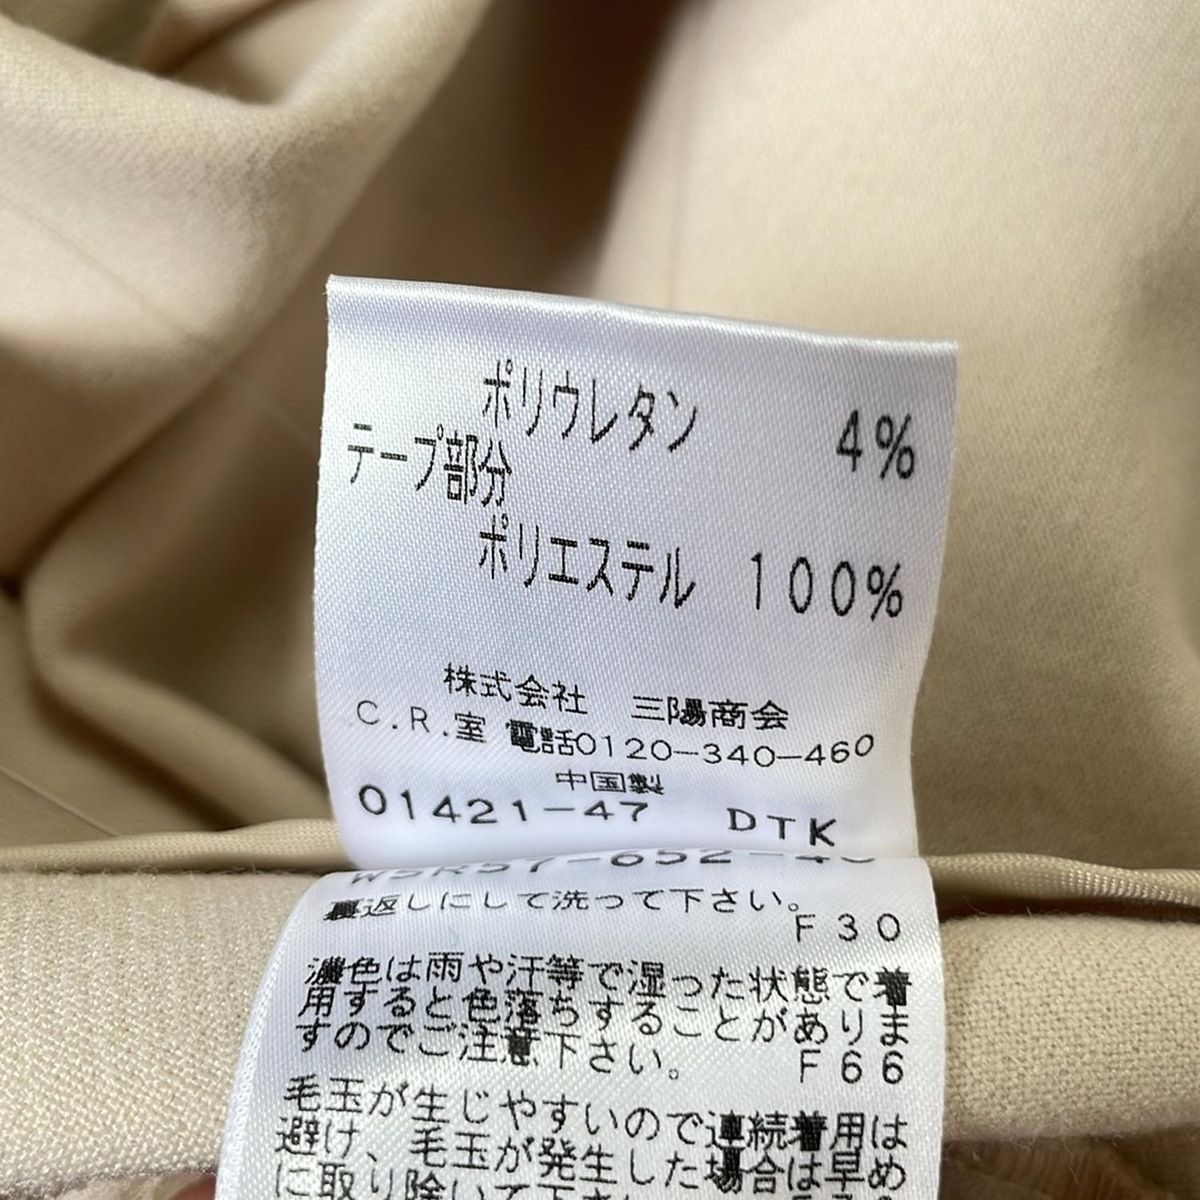 ポリウレタン 4%
テープ部分
ポリエステル 100%
株式会社 三陽商会
C.R.室 電話0120-340-460
中国製
01421-47 DTK
裏返しにして洗って下さい。
F30
濃色は雨や汗等で湿った状態で着
用すると色落ちすることがありま
すのでご注意下さい。
F66
毛玉が生じやすいので連続着用は
避け、毛玉が発生した場合は早め
に取り除いて下さい